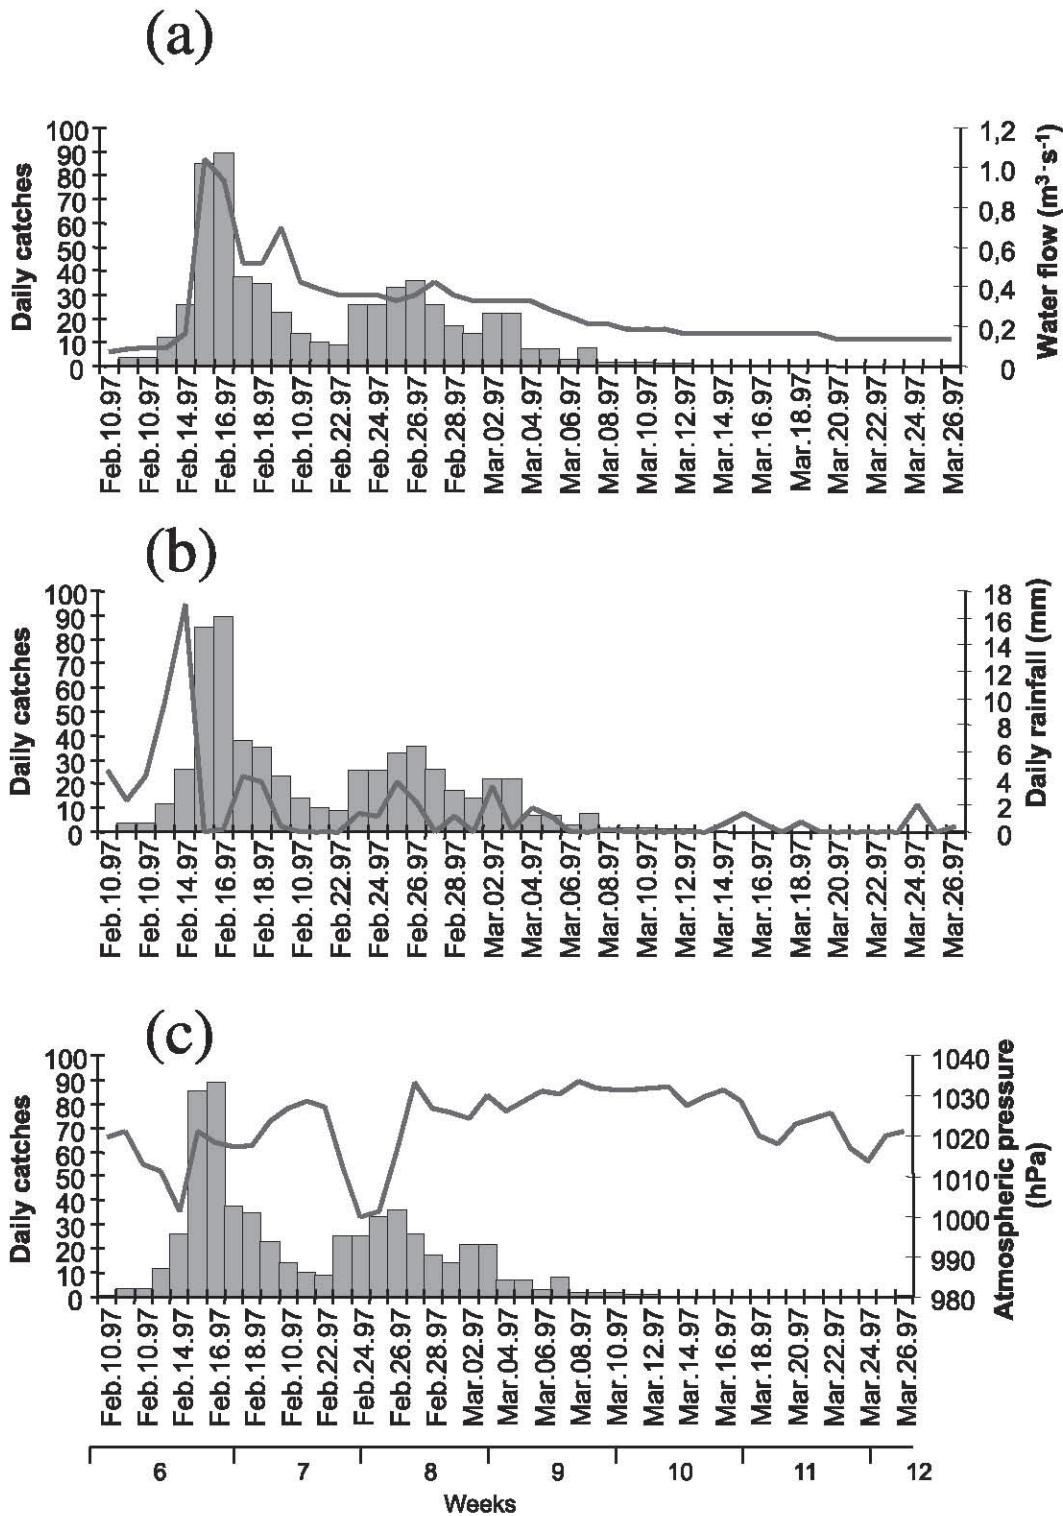 (a)
Daily catches
100
90
80
70
60
50
40
30
20
10
0
1,2
1.0
0,8
0,6
0,4
0,2
0
Water flow (m³·s⁻¹)
Feb.10.97
Feb.10.97
Feb.14.97
Feb.16.97
Feb.18.97
Feb.10.97
Feb.22.97
Feb.24.97
Feb.26.97
Feb.28.97
Mar.02.97
Mar.04.97
Mar.06.97
Mar.08.97
Mar.10.97
Mar.12.97
Mar.14.97
Mar.16.97
Mar.18.97
Mar.20.97
Mar.22.97
Mar.24.97
Mar.26.97
(b)
Daily catches
100
90
80
70
60
50
40
30
20
10
0
18
16
14
12
10
8
6
4
2
0
Daily rainfall (mm)
Feb.10.97
Feb.10.97
Feb.14.97
Feb.16.97
Feb.18.97
Feb.10.97
Feb.22.97
Feb.24.97
Feb.26.97
Feb.28.97
Mar.02.97
Mar.04.97
Mar.06.97
Mar.08.97
Mar.10.97
Mar.12.97
Mar.14.97
Mar.16.97
Mar.18.97
Mar.20.97
Mar.22.97
Mar.24.97
Mar.26.97
(c)
Daily catches
100
90
80
70
60
50
40
30
20
10
0
1040
1030
1020
1010
1000
990
980
Atmospheric pressure
(hPa)
Feb.10.97
Feb.10.97
Feb.14.97
Feb.16.97
Feb.18.97
Feb.10.97
Feb.22.97
Feb.24.97
Feb.26.97
Feb.28.97
Mar.02.97
Mar.04.97
Mar.06.97
Mar.08.97
Mar.10.97
Mar.12.97
Mar.14.97
Mar.16.97
Mar.18.97
Mar.20.97
Mar.22.97
Mar.24.97
Mar.26.97
6 7 8 9 10 11 12
Weeks